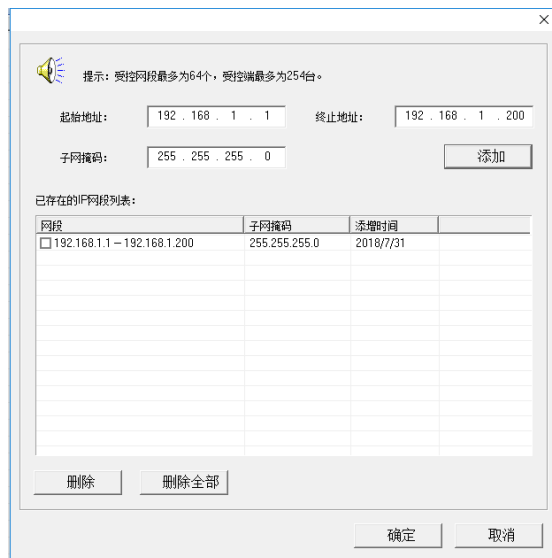 提示：受控网段最多为64个，受控端最多为254台。
起始地址： 192 . 168 . 1 . 1 终止地址： 192 . 168 . 1 . 200
子网掩码： 255 . 255 . 255 . 0 添加
已存在的IP网段列表：
网段 子网掩码 添增时间
192.168.1.1－192.168.1.200 255.255.255.0 2018/7/31
删除 删除全部
确定 取消